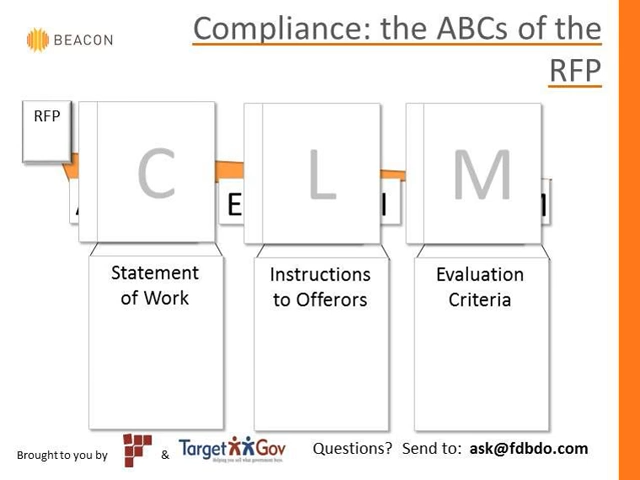 BEACON
Compliance: the ABCs of the
RFP
RFP
C
L
M
E
Statement
of Work
Instructions
to Offerors
Evaluation
Criteria
Brought to you by
&
TargetGov
Questions? Send to: ask@fdbdo.com